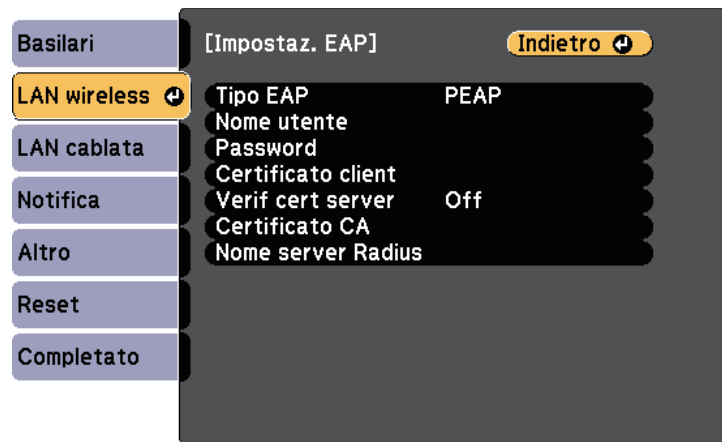 Basilari
LAN wireless
LAN cablata
Notifica
Altro
Reset
Completato
[Impostaz. EAP]
Indietro
Tipo EAP PEAP
Nome utente
Password
Certificato client
Verif cert server Off
Certificato CA
Nome server Radius